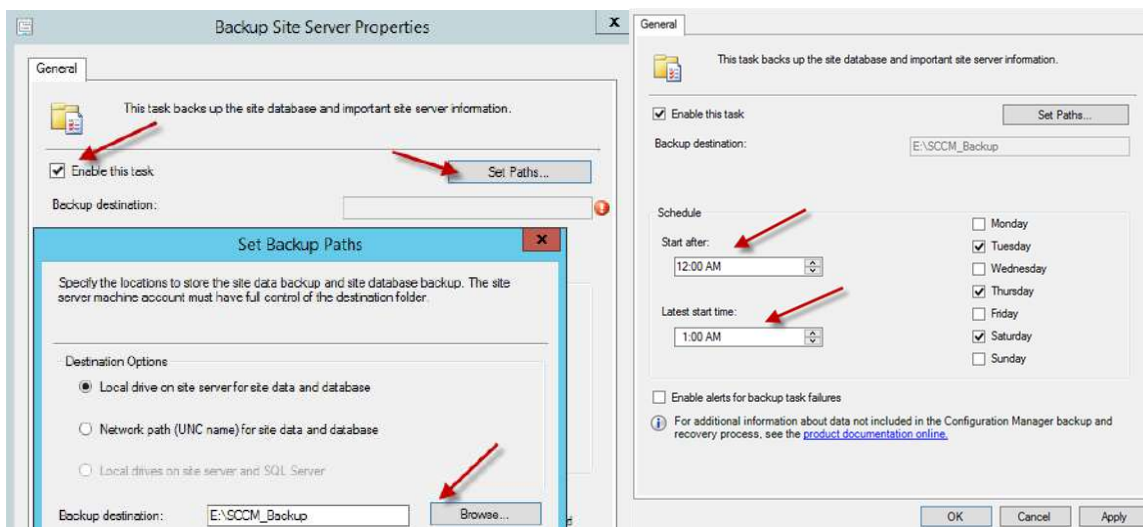 Backup Site Server Properties
x
General
This task backs up the site database and important site server information.
Enable this task
Set Paths...
Backup destination:
Set Backup Paths
x
Specify the locations to store the site data backup and site database backup. The site
server machine account must have full control of the destination folder.
Destination Options
Local drive on site server for site data and database
Network path (UNC name) for site data and database
Local drives on site server and SQL Server
Backup destination:
E:\SCCM_Backup
Browse...
General
This task backs up the site database and important site server information.
Enable this task
Set Paths...
Backup destination:
E:\SCCM_Backup
Schedule
Start after:
12:00 AM
Latest start time:
1:00 AM
Monday
Tuesday
Wednesday
Thursday
Friday
Saturday
Sunday
Enable alerts for backup task failures
For additional information about data not included in the Configuration Manager backup and
recovery process, see the product documentation online.
OK
Cancel
Apply